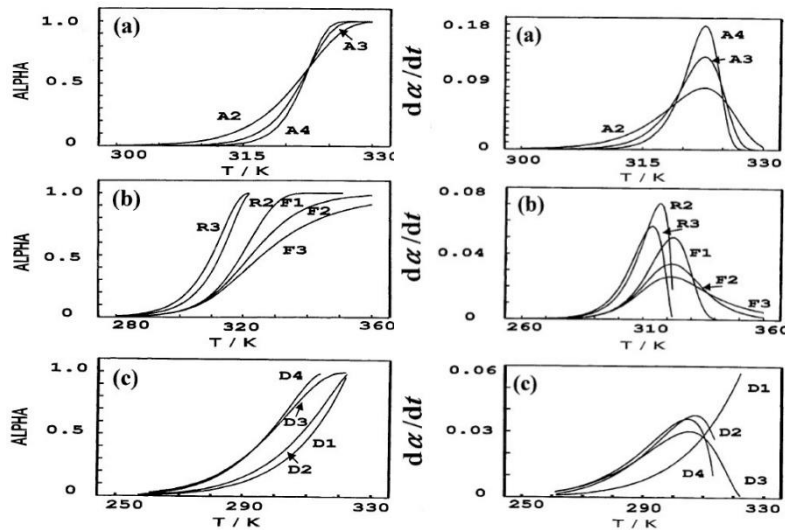 (a)
1.0
0.5
0
ALPHA
A3
A2
A4
300
315
330
T / K
(a)
0.18
0.09
0
dα/dt
A4
A3
A2
300
315
330
T / K
(b)
1.0
0.5
0
ALPHA
R3
R2
F1
F2
F3
280
320
360
T / K
(b)
0.08
0.04
0
dα/dt
R2
R3
F1
F2
F3
260
310
360
T / K
(c)
1.0
0.5
0
ALPHA
D4
D3
D1
D2
250
290
330
T / K
(c)
0.06
0.03
0
dα/dt
D1
D2
D4
D3
250
290
330
T / K